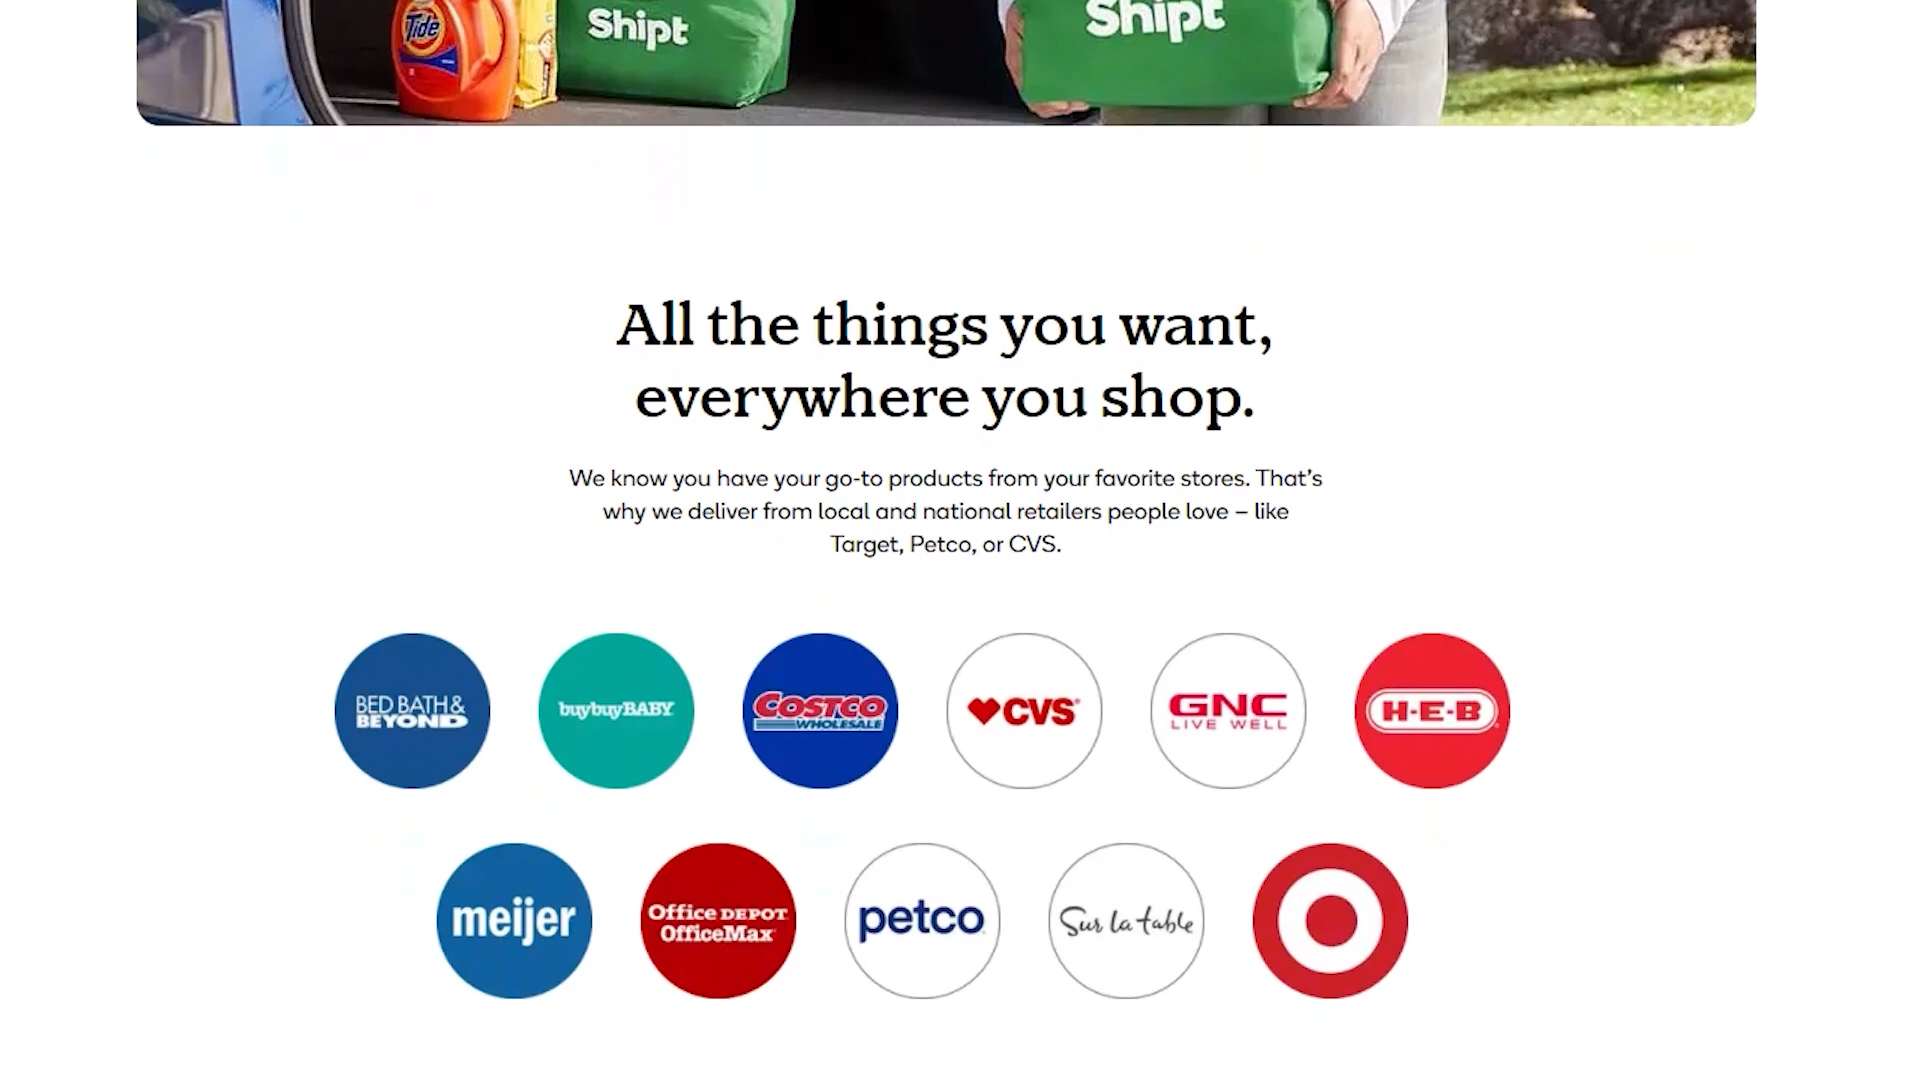 Tide
Shipt
Shipt
All the things you want,
everywhere you shop.
We know you have your go-to products from your favorite stores. That's
why we deliver from local and national retailers people love – like
Target, Petco, or CVS.
BED BATH &
BEYOND
buybuyBABY
COSTCO
WHOLESALE
CVS
GNC
LIVE WELL
H-E-B
meijer
Office DEPOT
OfficeMax
petco
Sur la table